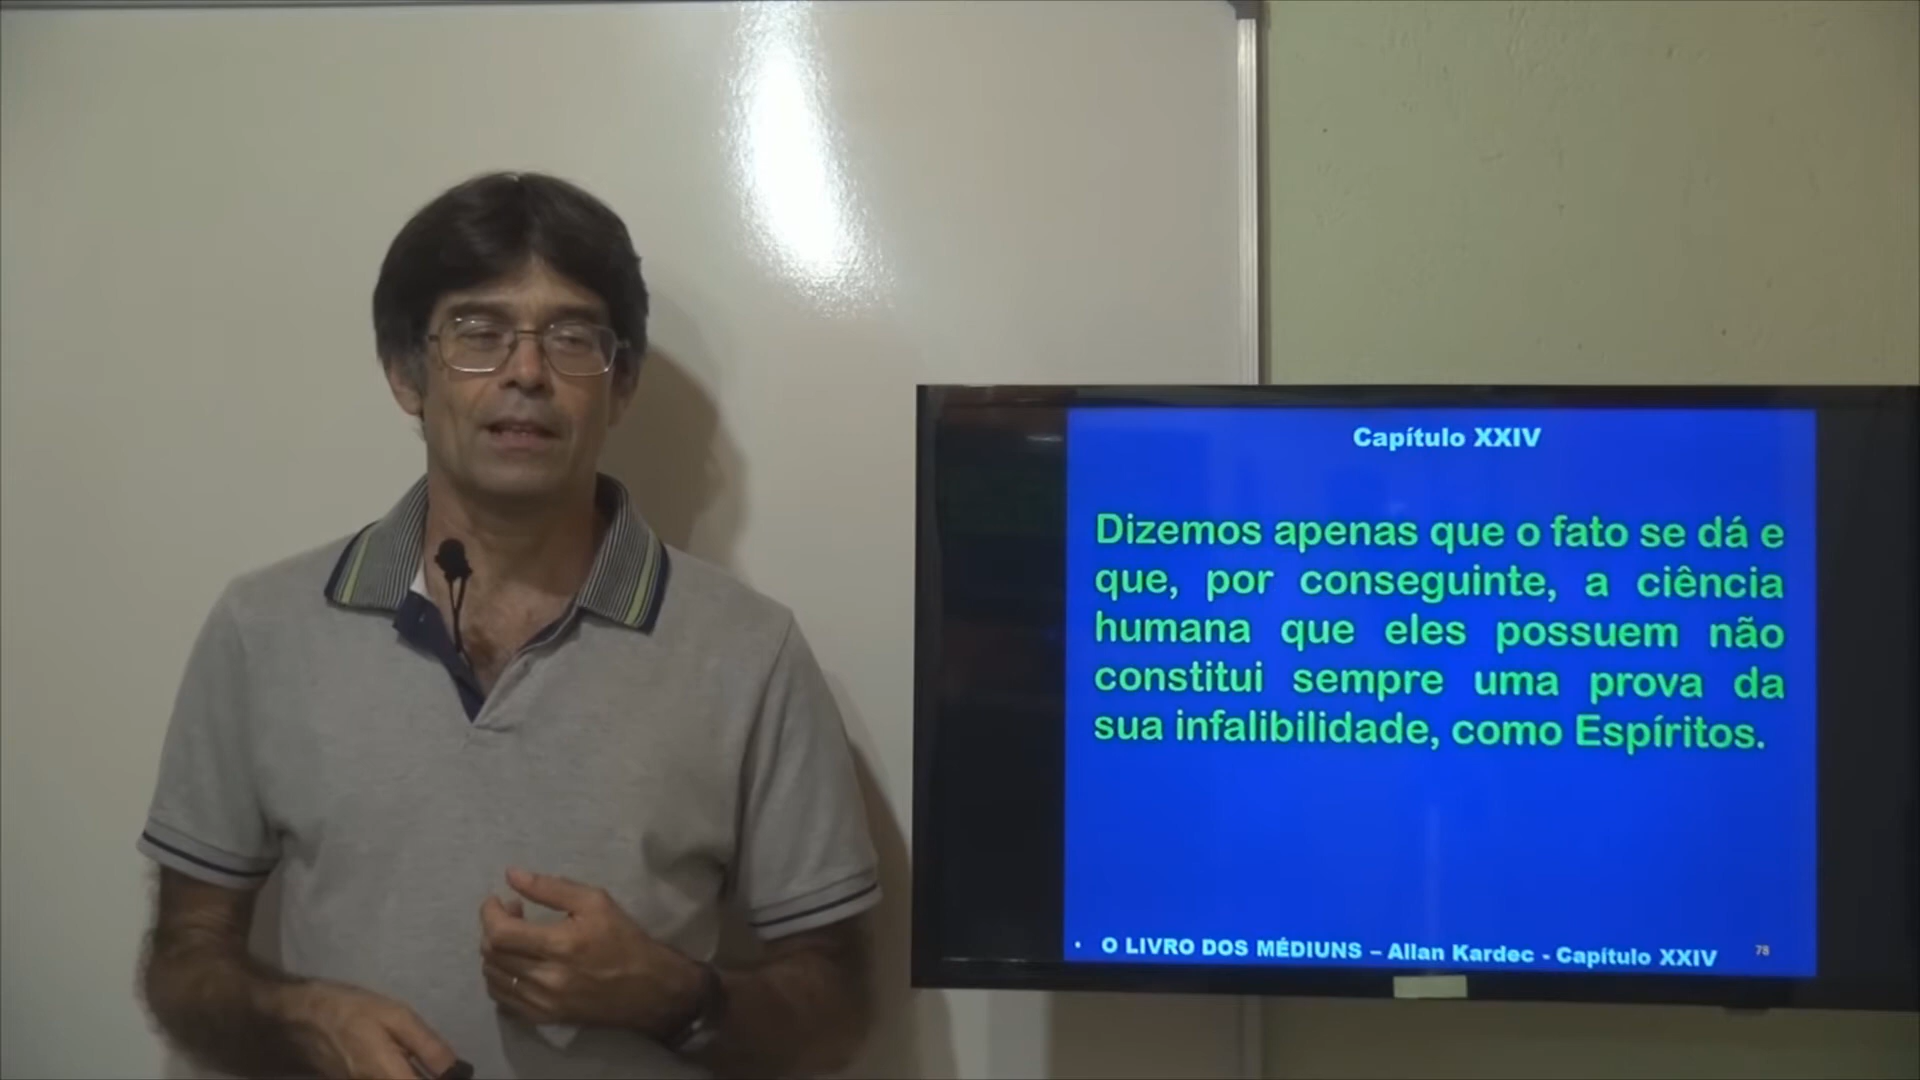 Capítulo XXIV
Dizemos apenas que o fato se dá e
que, por conseguinte, a ciência
humana que eles possuem não
constitui sempre uma prova da
sua infalibilidade, como Espíritos.
• O LIVRO DOS MÉDIUNS – Allan Kardec - Capítulo XXIV 78